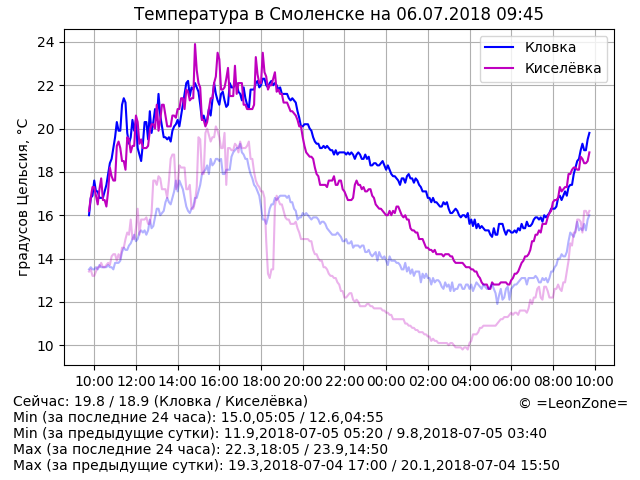 Температура в Смоленске на 06.07.2018 09:45
Кловка
Киселёвка
градусов Цельсия, °C
24
22
20
18
16
14
12
10
10:00 12:00 14:00 16:00 18:00 20:00 22:00 00:00 02:00 04:00 06:00 08:00 10:00
Сейчас: 19.8 / 18.9 (Кловка / Киселёвка)
© =LeonZone=
Min (за последние 24 часа): 15.0,05:05 / 12.6,04:55
Min (за предыдущие сутки): 11.9,2018-07-05 05:20 / 9.8,2018-07-05 03:40
Max (за последние 24 часа): 22.3,18:05 / 23.9,14:50
Max (за предыдущие сутки): 19.3,2018-07-04 17:00 / 20.1,2018-07-04 15:50